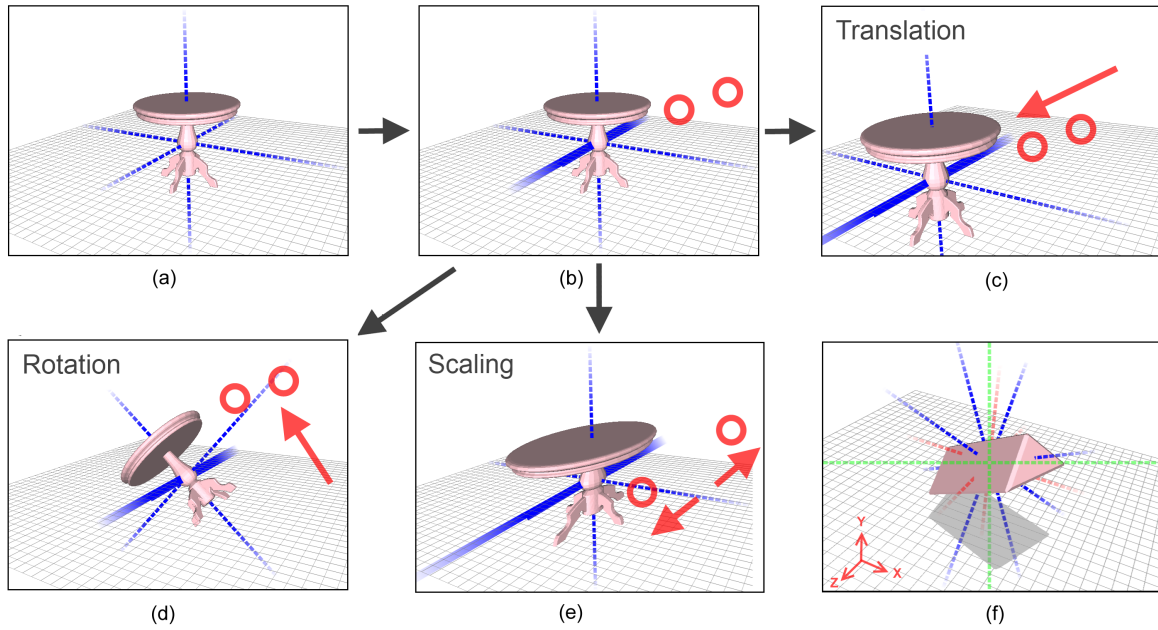 Translation
(a)
(b)
(c)
Rotation
Scaling
Y
X
Z
(d)
(e)
(f)